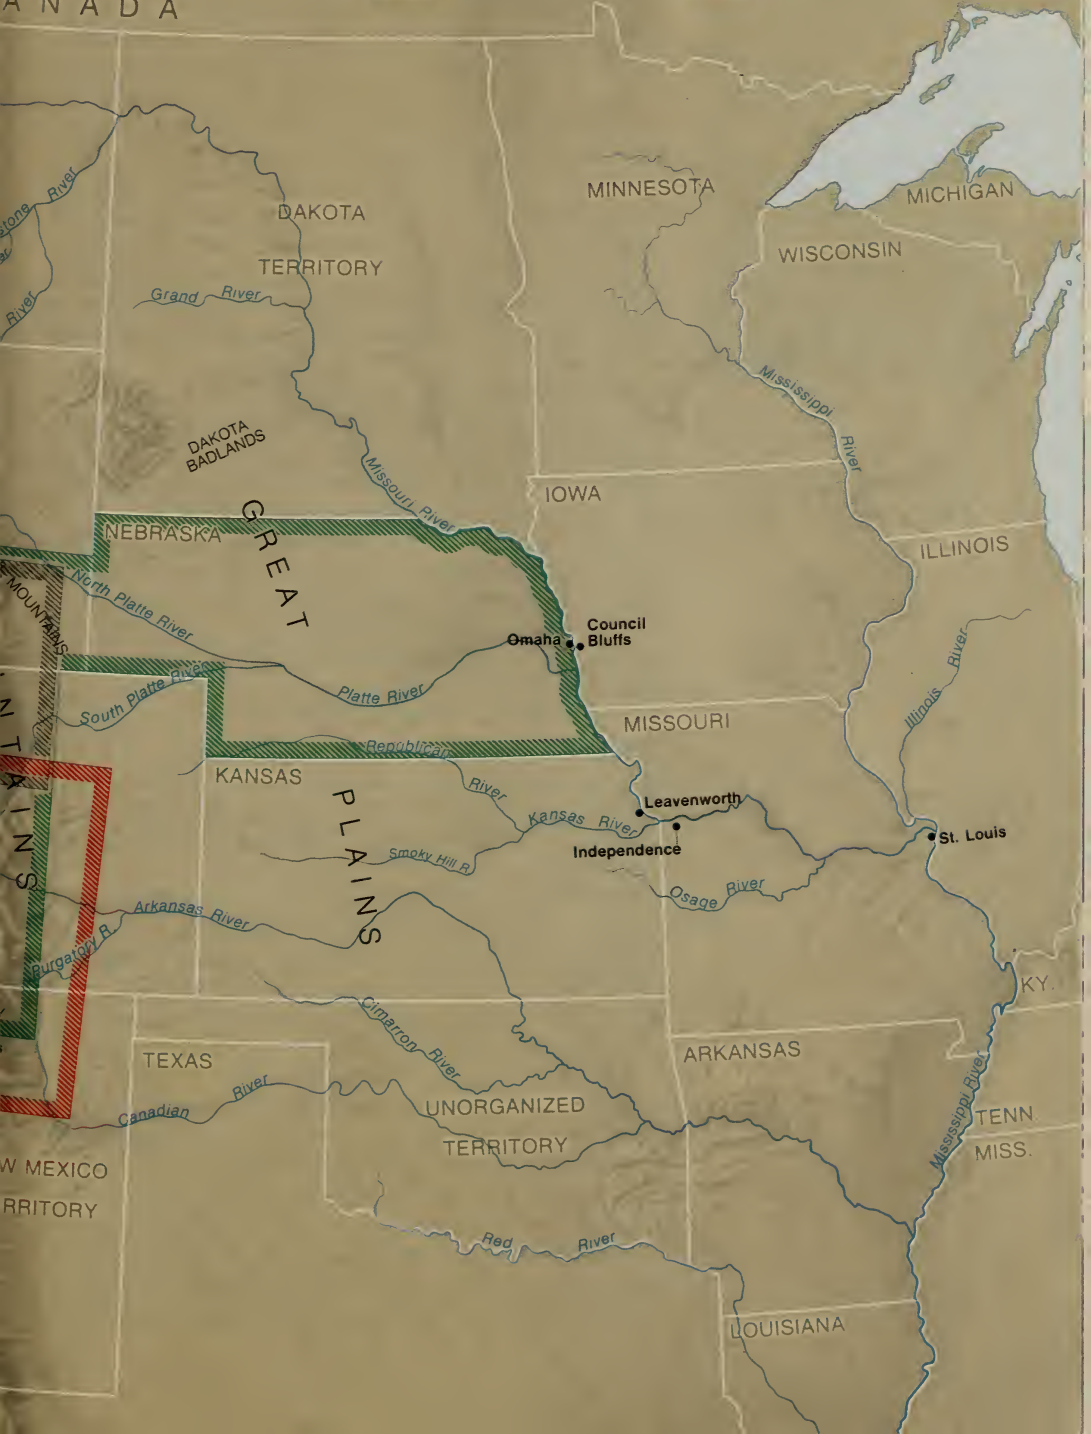 ANADA
River
stone
River
MINNESOTA
MICHIGAN
DAKOTA
TERRITORY
WISCONSIN
Grand River
Mississippi
River
DAKOTA
BADLANDS
Missouri River
IOWA
NEBRASKA
GREAT
ILLINOIS
MOUNTAINS
North Platte River
Omaha
Council
Bluffs
Illinois River
South Platte River
Platte River
MISSOURI
NTAINS
Republican
River
KANSAS
PLAINS
Leavenworth
Kansas River
Independence
St. Louis
Smoky Hill R.
Osage River
Arkansas River
Purgatory R.
KY.
Cimarron River
TEXAS
ARKANSAS
Canadian River
UNORGANIZED
TERRITORY
Mississippi River
TENN.
MISS.
W MEXICO
RRITORY
Red River
LOUISIANA